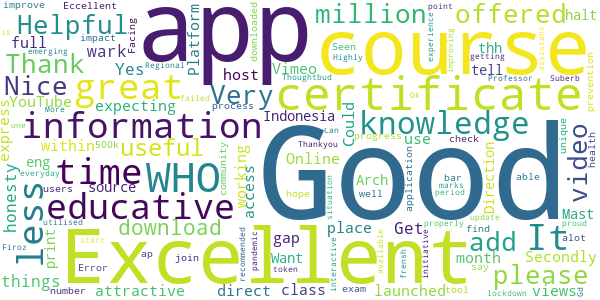 improve Eccellent
Helpful
app
million
offered
halt
is
emerging
impact
full
wark
Platform
downloaded
Facing
Seen
Highly
point
experience
improving
assistant
Thank
Yes
host
Vimeo
Regional
Thoughtbud
thh
tell
getting
Professor
Suberb
prevention
Nice
great
course
YouTube
More
expecting
failed
process
Ok
certificate
express
information
Very
Indonesia
Could
knowledge
video
unique
health
one
within
500k
useful
Online
Lan
Thankyou
progress
use
check
honesty
eng
everyday
time
WHO
community
working
access
hope
situation
Arch
well
application
bar
marks
period
able
Direction
Mast
users
source
Good
less
educative
gap
place
Get
initiative
properly
find
update
Secondly
proud
print
download
recommended
pandemic
interactive
frensh
add
It
available
month
alot
Firoz
utilised
start
Error
Want
token
launched
tool
say
please
things
attractive
ap
join
direct
class
exam
lockdown
views
number
Excellent